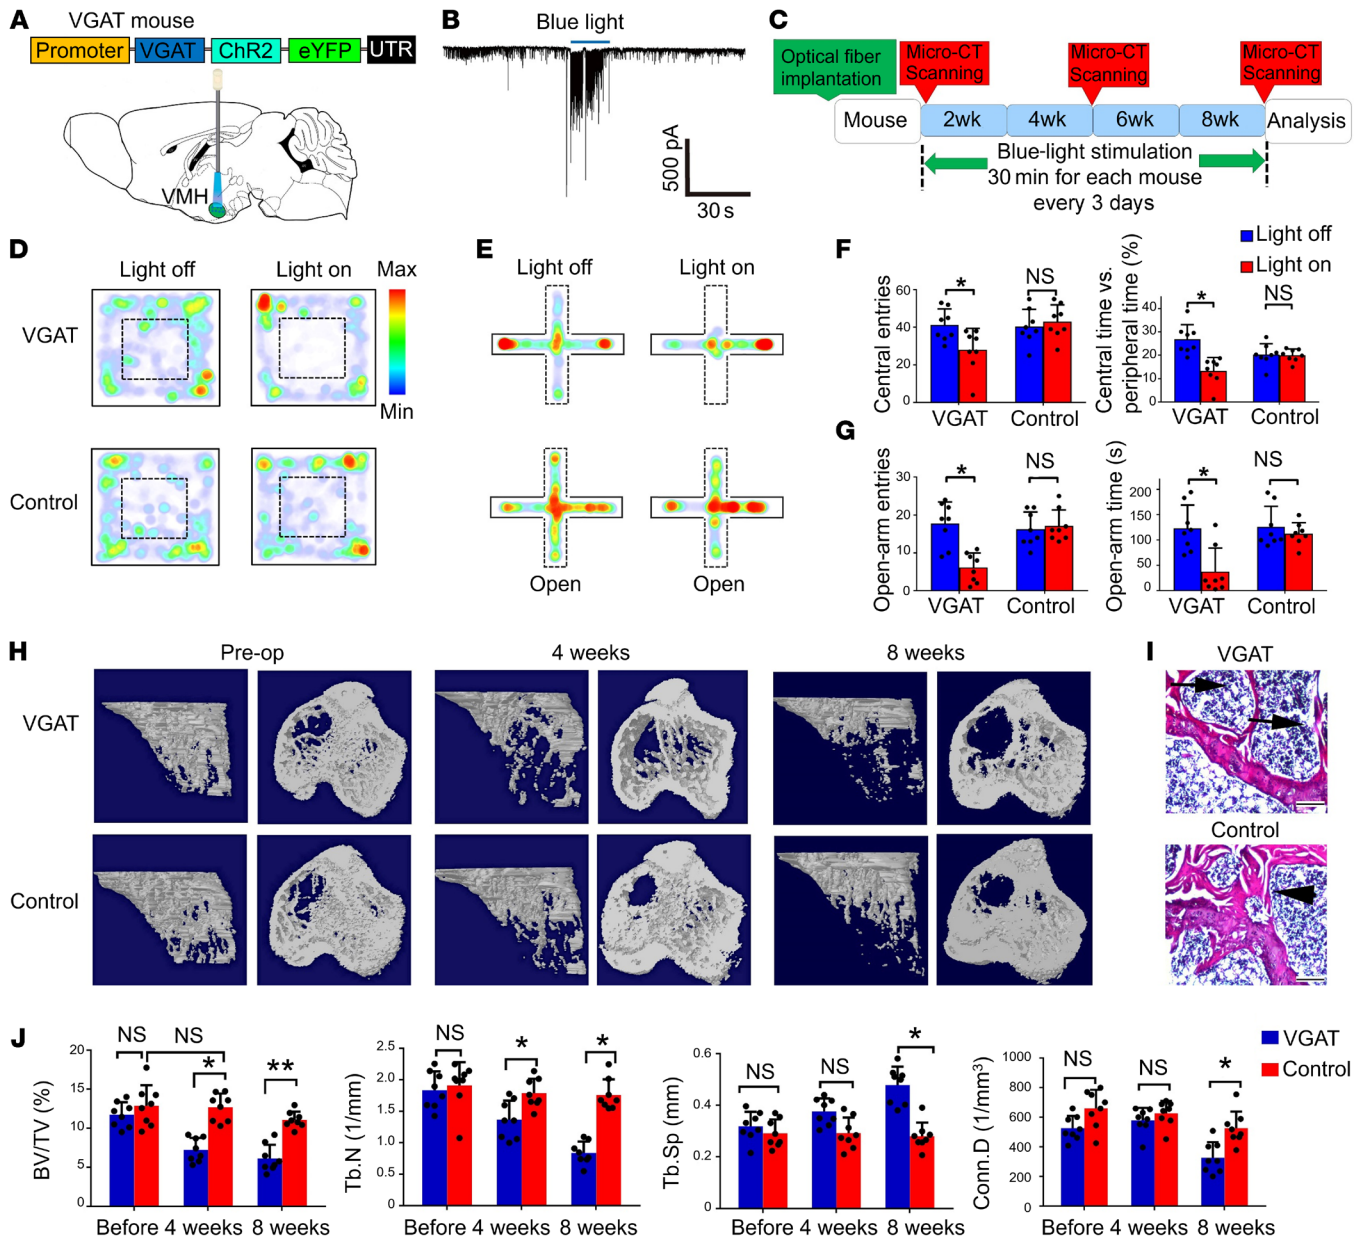 A
VGAT mouse
Promoter VGAT ChR2 eYFP UTR
VMH
B
Blue light
500 pA
30 s
C
Optical fiber
implantation
Micro-CT
Scanning
Micro-CT
Scanning
Micro-CT
Scanning
Mouse 2wk 4wk 6wk 8wk Analysis
Blue-light stimulation
30 min for each mouse
every 3 days
D
Light off Light on Max
Min
VGAT
Control
E
Light off Light on
Open Open
F
Light off
Light on
Central entries
60
40
20
0
* NS
VGAT Control
Central time vs.
peripheral time (%)
40
30
20
10
0
* NS
VGAT Control
G
Open-arm entries
30
20
10
0
* NS
VGAT Control
Open-arm time (s)
200
150
100
50
0
* NS
VGAT Control
H
Pre-op 4 weeks 8 weeks
VGAT
Control
I
VGAT
Control
J
VGAT
Control
BV/TV (%)
20
15
10
5
0
NS NS * **
Before 4 weeks 8 weeks
Tb.N (1/mm)
2.5
2.0
1.5
1.0
0.5
0
NS * *
Before 4 weeks 8 weeks
Tb.Sp (mm)
0.6
0.4
0.2
0
NS NS *
Before 4 weeks 8 weeks
Conn.D (1/mm³)
1000
800
600
400
200
0
NS NS *
Before 4 weeks 8 weeks